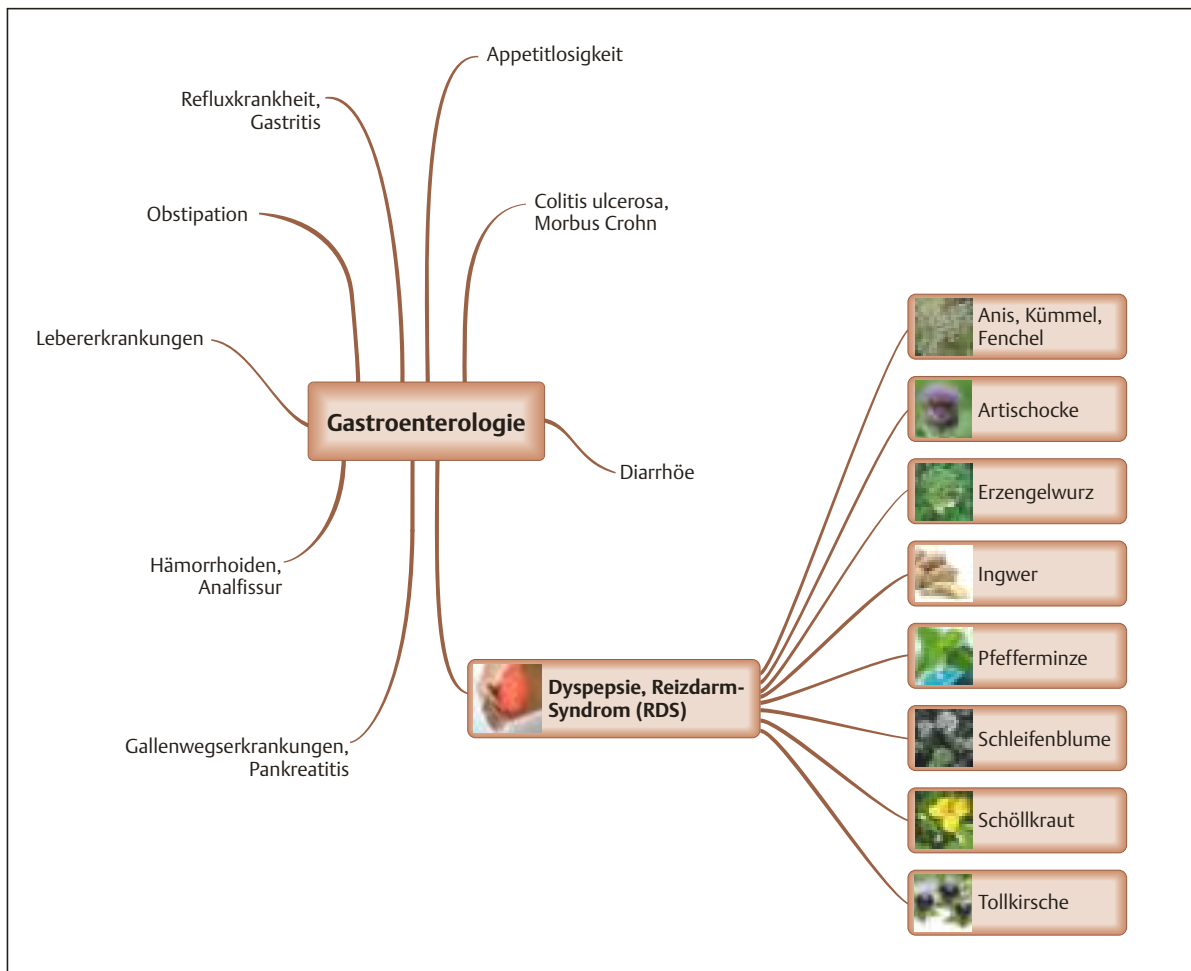 Appetitlosigkeit
Refluxkrankheit,
Gastritis
Colitis ulcerosa,
Morbus Crohn
Obstipation
Lebererkrankungen
Gastroenterologie
Diarrhöe
Hämorrhoiden,
Analfissur
Gallenwegserkrankungen,
Pankreatitis
Dyspepsie, Reizdarm-
Syndrom (RDS)
Anis, Kümmel,
Fenchel
Artischocke
Erzengelwurz
Ingwer
Pfefferminze
Schleifenblume
Schöllkraut
Tollkirsche